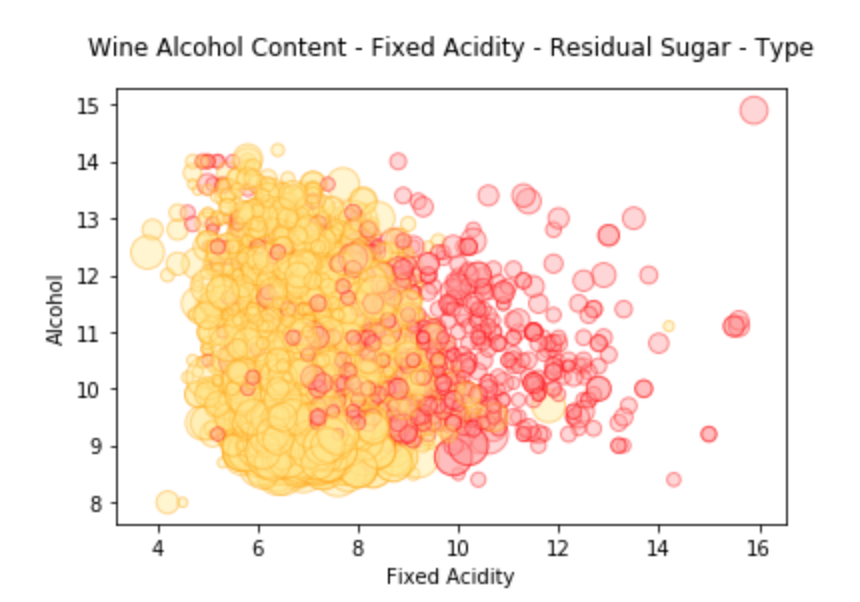 Wine Alcohol Content - Fixed Acidity - Residual Sugar - Type
15
14
13
12
11
10
9
8
Alcohol
4 6 8 10 12 14 16
Fixed Acidity